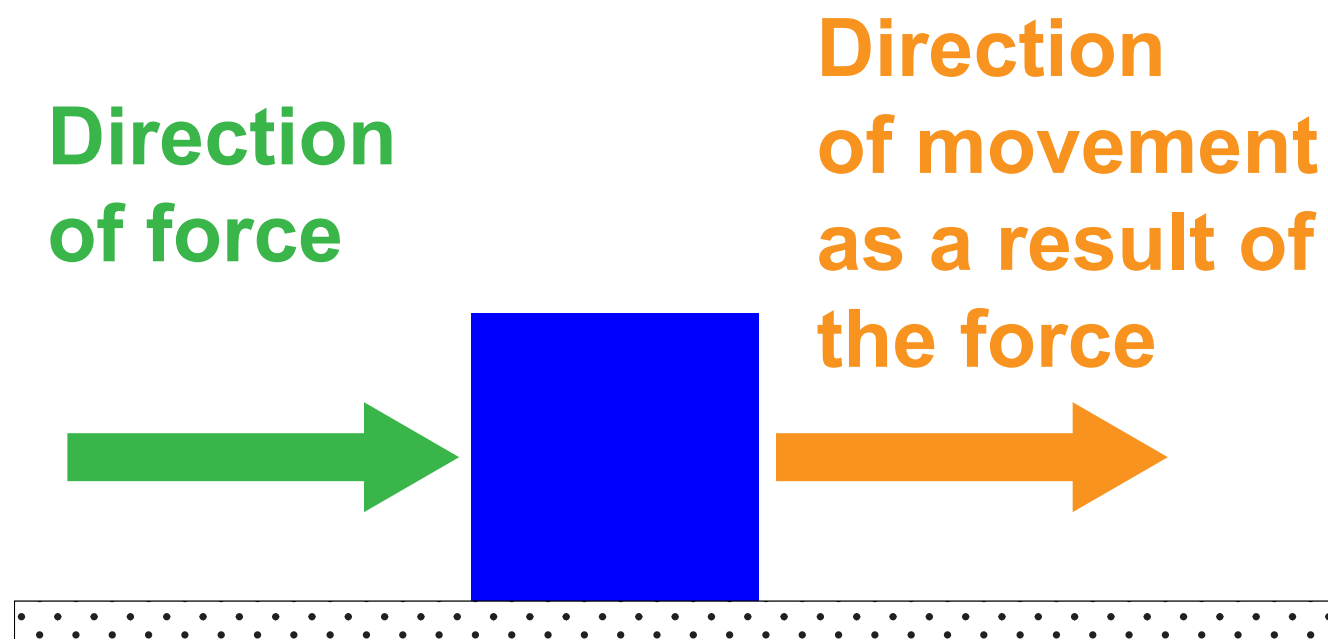 Direction
of force
Direction
of movement
as a result of
the force